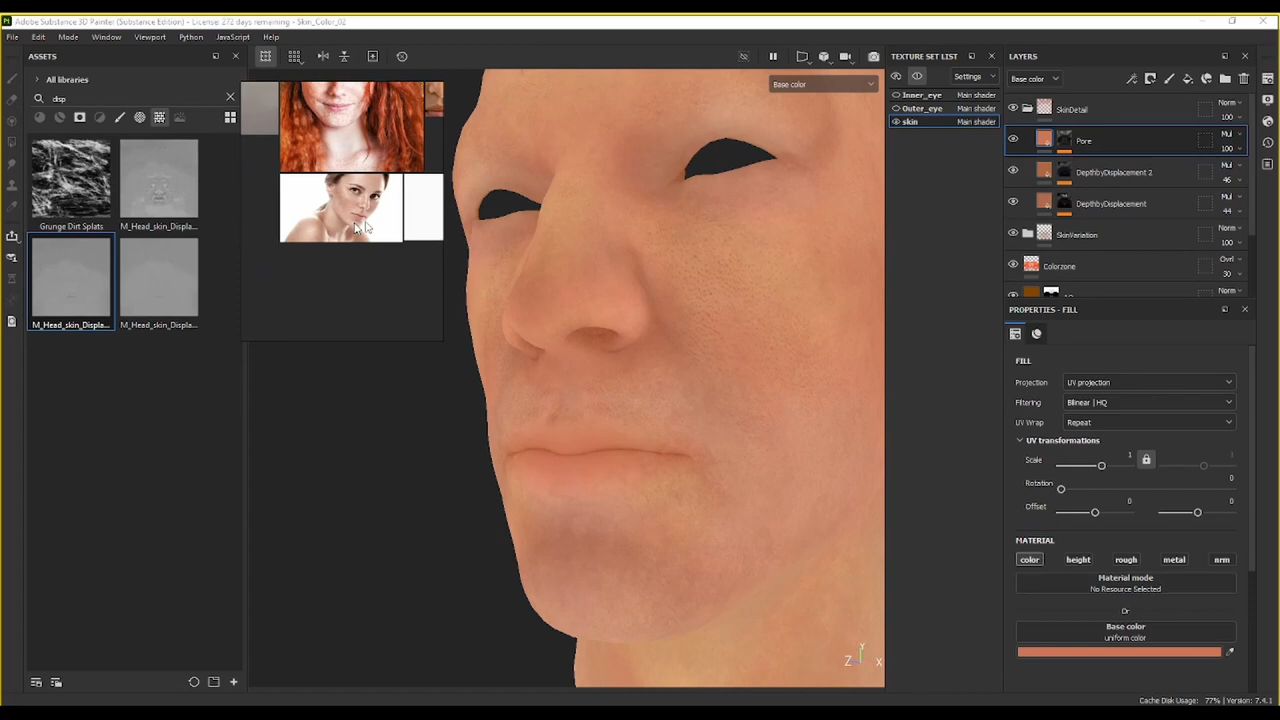 Pt Adobe Substance 3D Painter (Substance Edition) - License: 272 days remaining - Skin_Color_02
File Edit Mode Window Viewport Python JavaScript Help
ASSETS
All libraries
disp
Grunge Dirt Splats
M_Head_skin_Displa...
M_Head_skin_Displa...
M_Head_skin_Displa...
Base color
Z Y X
TEXTURE SET LIST
Settings
Inner_eye Main shader
Outer_eye Main shader
skin Main shader
LAYERS
Base color
SkinDetail Norm 100
Pore Mul 100
DepthbyDisplacement 2 Mul 46
DepthbyDisplacement Mul 44
SkinVariation Norm 100
Colorzone Ovrl 30
Norm
PROPERTIES - FILL
FILL
Projection UV projection
Filtering Bilinear | HQ
UV Wrap Repeat
UV transformations
Scale 1 1
Rotation 0
Offset 0 0
MATERIAL
color height rough metal nrm
Material mode
No Resource Selected
Or
Base color
uniform color
Cache Disk Usage: 77% | Version: 7.4.1